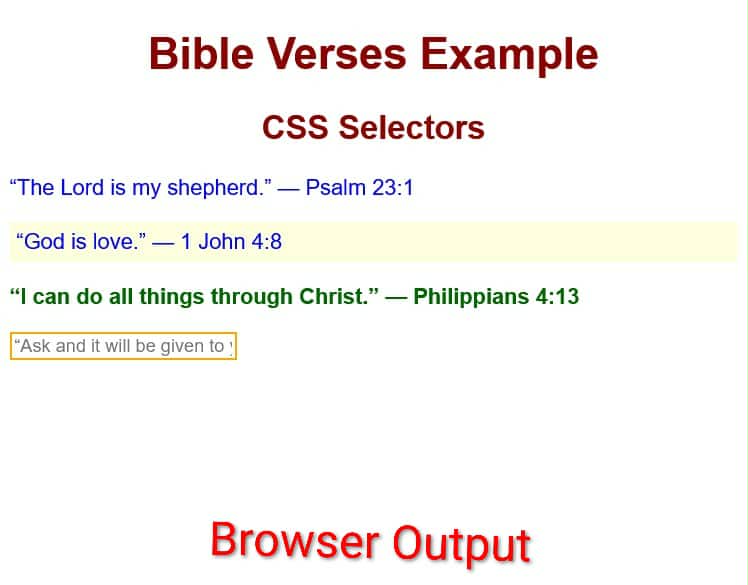 Bible Verses Example
CSS Selectors
“The Lord is my shepherd.” — Psalm 23:1
“God is love.” — 1 John 4:8
“I can do all things through Christ.” — Philippians 4:13
“Ask and it will be given to
Browser Output